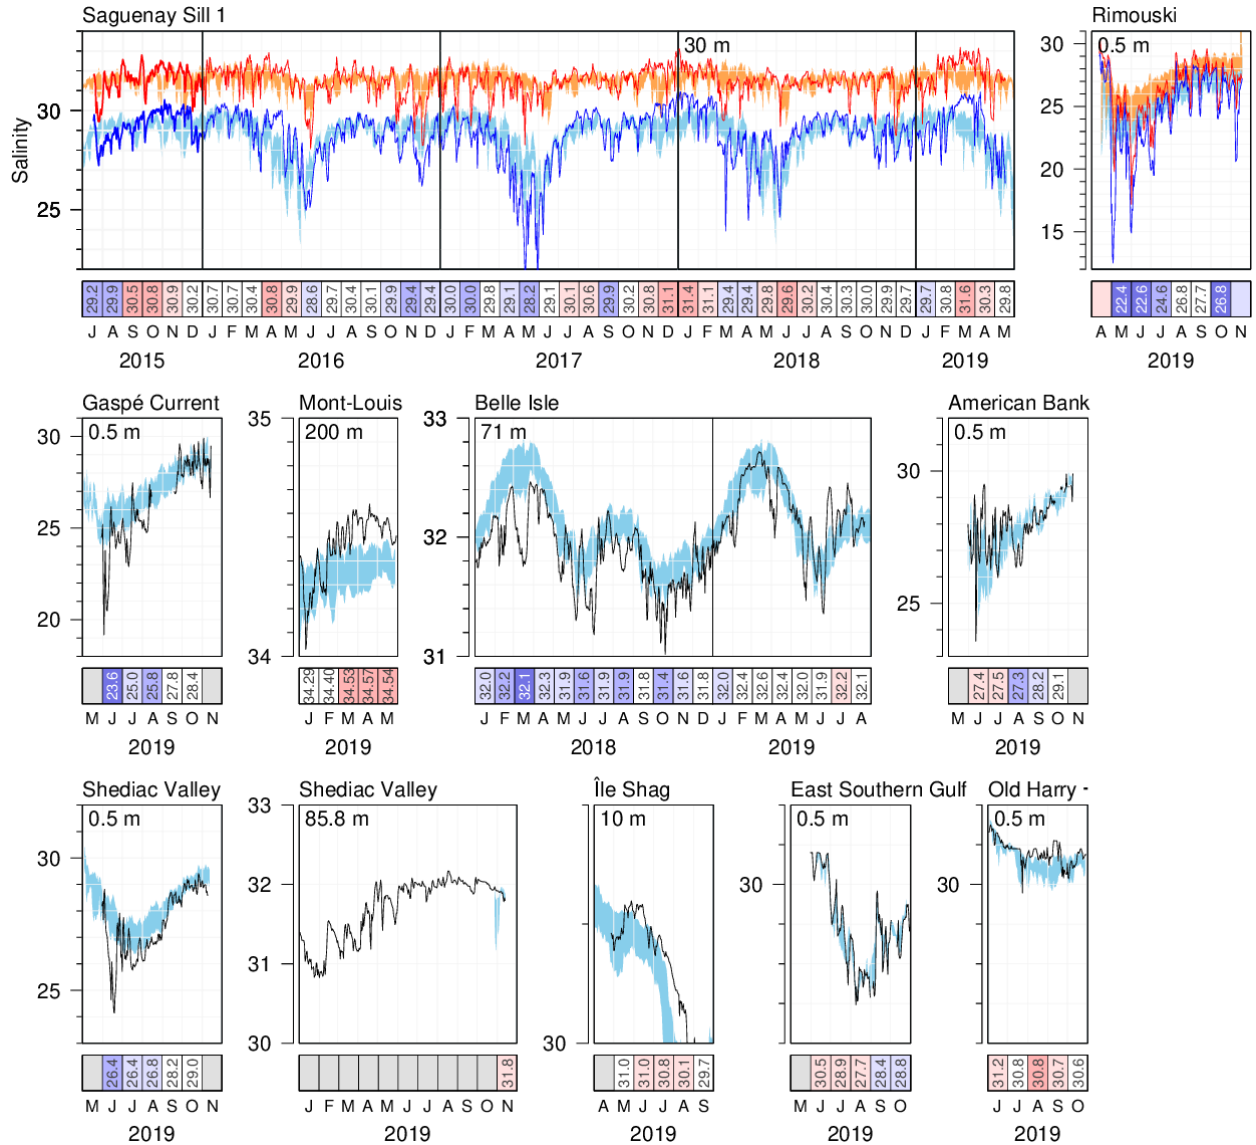 Saguenay Sill 1
Rimouski
30 m
0.5 m
Salinity
30
25
30
25
20
15
29.2 29.9 30.5 30.8 30.9 30.2 30.7 30.7 30.4 30.8 29.9 28.6 29.7 30.4 30.1 29.9 29.4 29.4 30.0 30.0 29.8 29.1 28.2 29.1 30.1 30.6 29.9 30.2 30.8 31.1 31.4 31.1 29.4 29.4 29.8 29.6 30.2 30.4 30.3 30.0 29.9 29.7 29.7 30.8 31.6 30.3 29.8
22.4 22.6 24.6 26.8 27.7 26.8
J A S O N D J F M A M J J A S O N D J F M A M J J A S O N D J F M A M J J A S O N D J F M A M
A M J J A S O N
2015 2016 2017 2018 2019
2019
Gaspé Current
Mont-Louis
Belle Isle
American Bank
0.5 m
200 m
71 m
0.5 m
30
25
20
35
34
33
32
31
30
25
23.6 25.0 25.8 27.8 28.4
34.29 34.40 34.53 34.57 34.54
32.0 32.2 32.1 32.3 31.9 31.6 31.9 31.9 31.8 31.4 31.6 31.8 32.0 32.4 32.6 32.4 32.0 31.9 32.2 32.1
27.4 27.5 27.3 28.2 29.1
M J J A S O N
J F M A M
J F M A M J J A S O N D J F M A M J J A
M J J A S O N
2019
2019
2018 2019
2019
Shediac Valley
Shediac Valley
Île Shag
East Southern Gulf
Old Harry -
0.5 m
85.8 m
10 m
0.5 m
0.5 m
30
25
33
32
31
30
30
30
30
26.4 26.4 26.8 28.2 29.0
31.8
31.0 31.0 30.8 30.1 29.7
30.5 28.9 27.7 28.4 28.8
31.2 30.8 30.8 30.7 30.6
M J J A S O N
J F M A M J J A S O N
A M J J A S
M J J A S O
J J A S O
2019
2019
2019
2019
2019